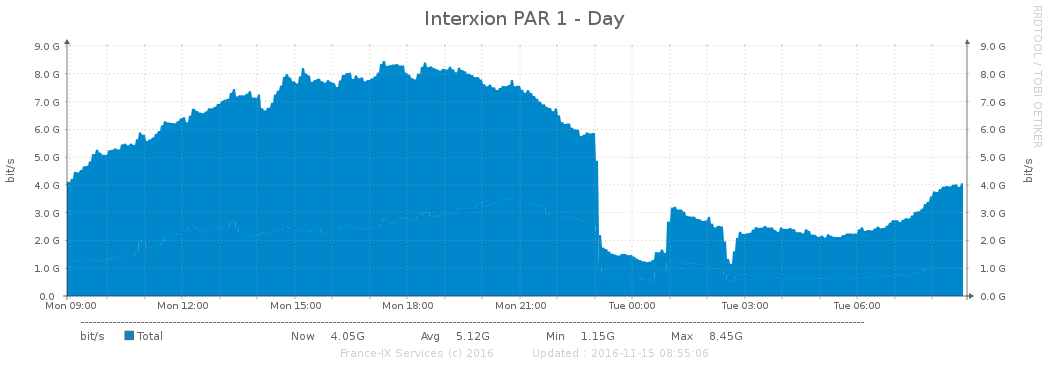 Interxion PAR 1 - Day
RRDTOOL / TOBI OETIKER
9.0 G 9.0 G
8.0 G 8.0 G
7.0 G 7.0 G
6.0 G 6.0 G
5.0 G 5.0 G
4.0 G 4.0 G
3.0 G 3.0 G
2.0 G 2.0 G
1.0 G 1.0 G
0.0 0.0 G
bit/s
bit/s
Mon 09:00 Mon 12:00 Mon 15:00 Mon 18:00 Mon 21:00 Tue 00:00 Tue 03:00 Tue 06:00
bit/s Total Now 4.05G Avg 5.12G Min 1.15G Max 8.45G
France-IX Services (c) 2016 Updated : 2016-11-15 08:55:06